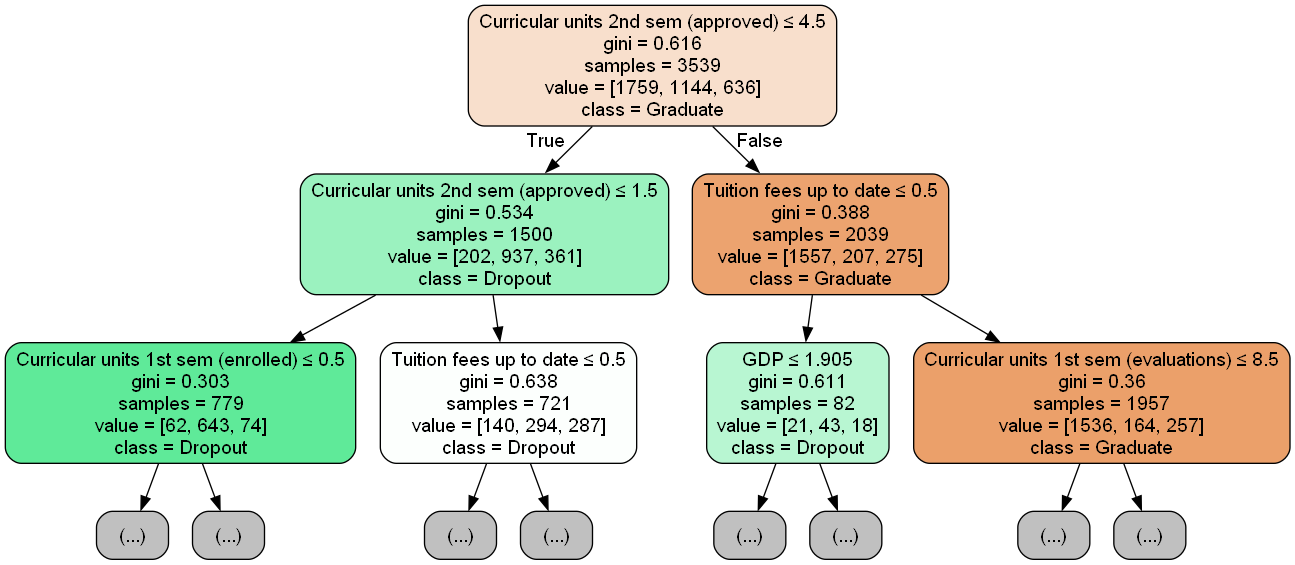 Curricular units 2nd sem (approved) ≤ 4.5
gini = 0.616
samples = 3539
value = [1759, 1144, 636]
class = Graduate
True
False
Curricular units 2nd sem (approved) ≤ 1.5
gini = 0.534
samples = 1500
value = [202, 937, 361]
class = Dropout
Tuition fees up to date ≤ 0.5
gini = 0.388
samples = 2039
value = [1557, 207, 275]
class = Graduate
Curricular units 1st sem (enrolled) ≤ 0.5
gini = 0.303
samples = 779
value = [62, 643, 74]
class = Dropout
Tuition fees up to date ≤ 0.5
gini = 0.638
samples = 721
value = [140, 294, 287]
class = Dropout
GDP ≤ 1.905
gini = 0.611
samples = 82
value = [21, 43, 18]
class = Dropout
Curricular units 1st sem (evaluations) ≤ 8.5
gini = 0.36
samples = 1957
value = [1536, 164, 257]
class = Graduate
(...)
(...)
(...)
(...)
(...)
(...)
(...)
(...)